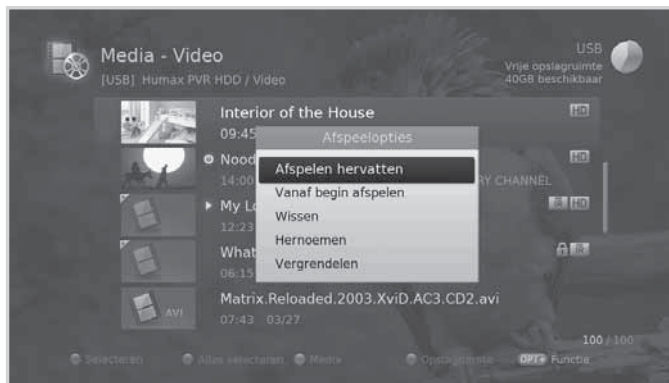 Media - Video
[USB] Humax PVR HDD / Video
USB
Vrije opslagruimte
40GB beschikbaar
Interior of the House
HD
09:45
Afspeelopties
Nood
HD
14:00
RY CHANNEL
Afspelen hervatten
Vanaf begin afspelen
Wissen
Hernoemen
Vergrendelen
My Lo
HD
12:23
What
06:15
AVI
Matrix.Reloaded.2003.XviD.AC3.CD2.avi
07:43 03/27
100 / 100
Selecteren
Alles selecteren
Media
Opslagruimte
OPT+ Functie